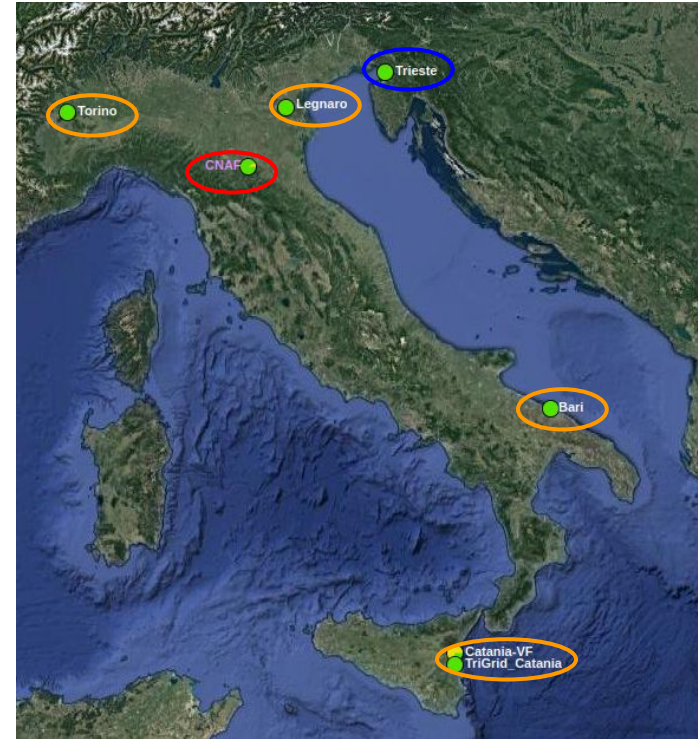 Trieste
Legnaro
Torino
CNAF
Bari
Catania-VF
TriGrid_Catania